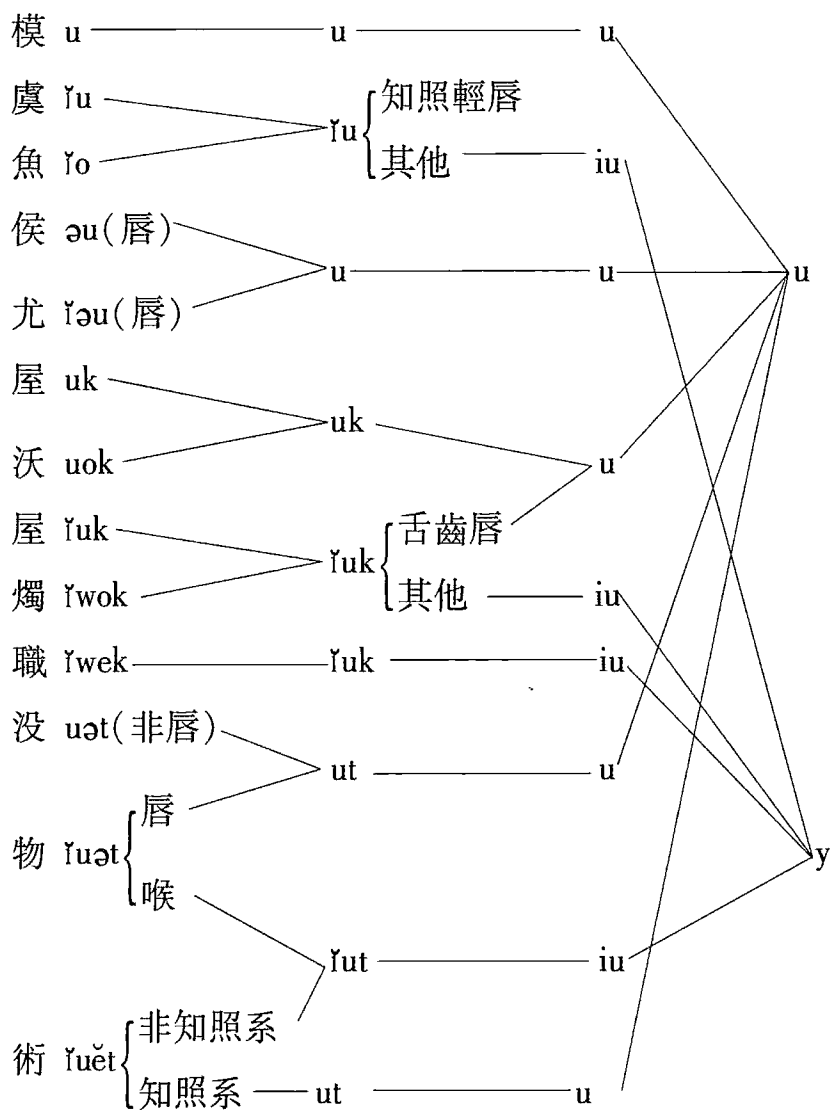 模 u u u
虞 ĭu 知照輕唇
ĭu
魚 ĭo 其他 iu
侯 əu(唇)
u u u
尤 ĭəu(唇)
屋 uk
uk
沃 uok u
屋 ĭuk 舌齒唇
ĭuk
燭 ĭwok 其他 iu
職 ĭwek ĭuk iu
没 uət(非唇)
ut u
唇
物 ĭuət y
喉
ĭut iu
非知照系
術 ĭuĕt
知照系 ut u